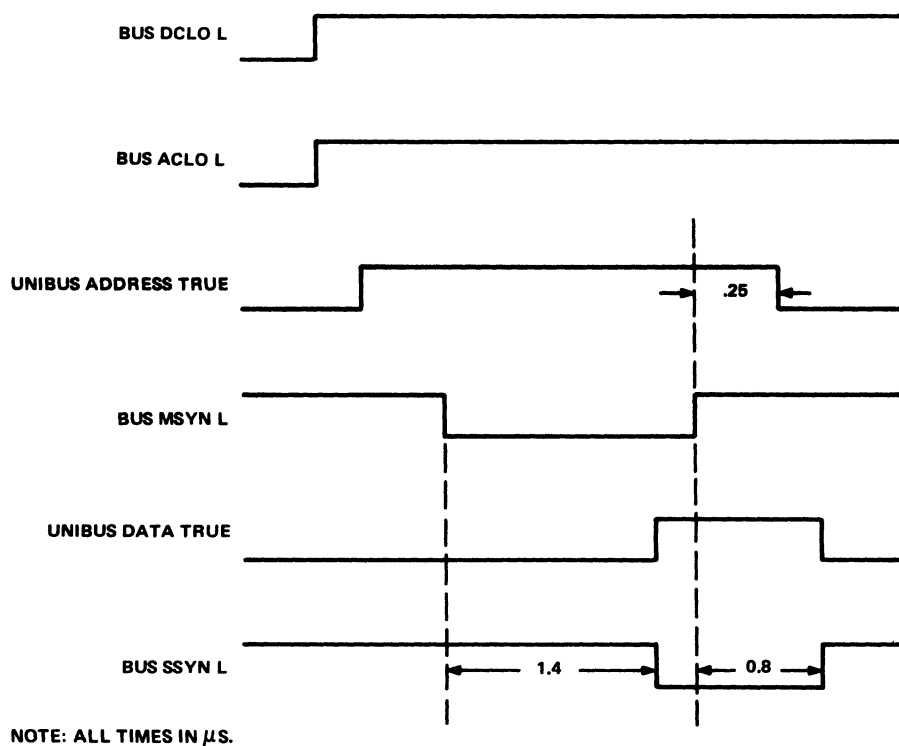 BUS DCLO L
BUS ACLO L
UNIBUS ADDRESS TRUE
.25
BUS MSYN L
UNIBUS DATA TRUE
BUS SSYN L
1.4
0.8
NOTE: ALL TIMES IN µS.